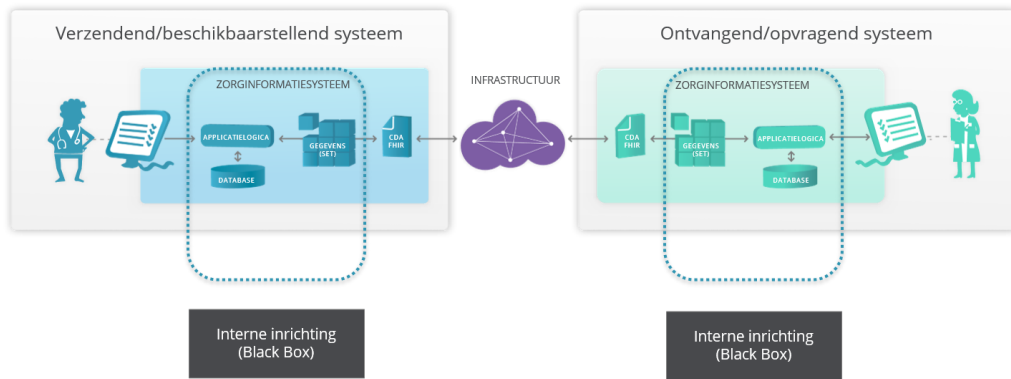 Verzendend/beschikbaarstellend systeem
ZORGINFORMATIESYSTEEM
APPLICATIELOGICA
DATABASE
GEGEVENS
(SET)
CDA
FHIR
INFRASTRUCTUUR
Ontvangend/opvragend systeem
ZORGINFORMATIESYSTEEM
CDA
FHIR
GEGEVENS
(SET)
APPLICATIELOGICA
DATABASE
Interne inrichting
(Black Box)
Interne inrichting
(Black Box)